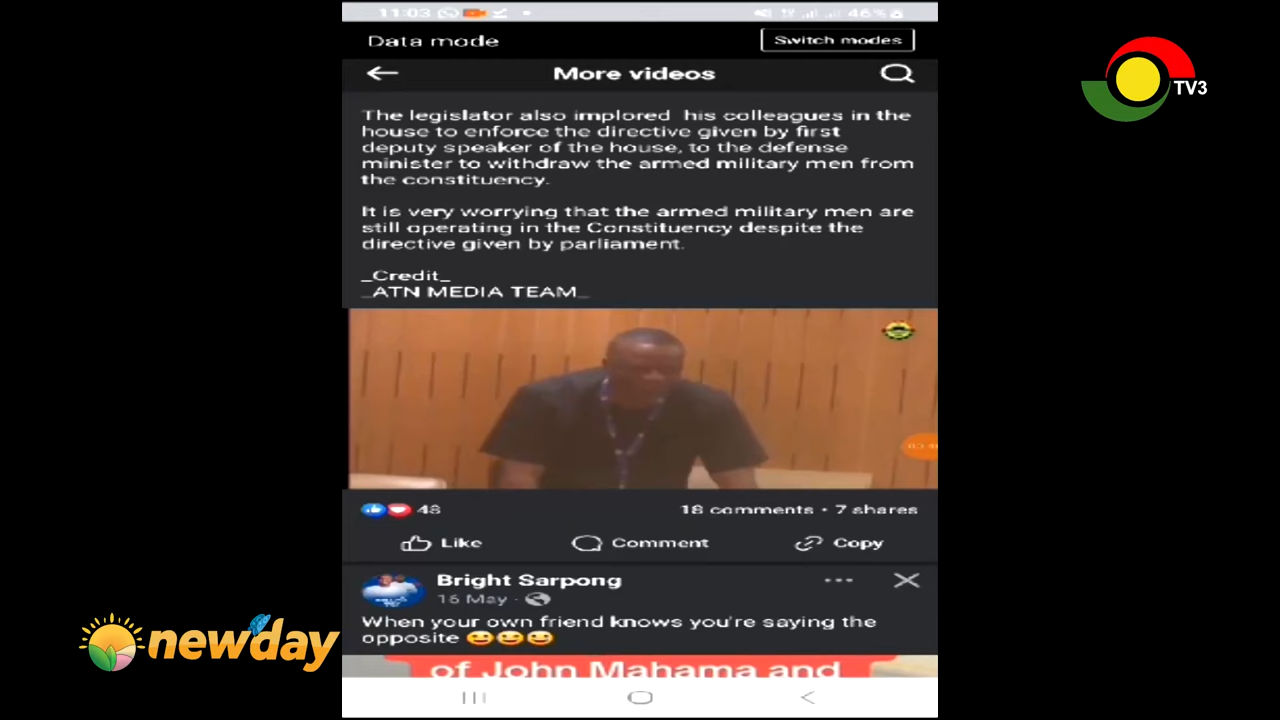 11:03
46%
Data mode
Switch modes
More videos
The legislator also implored his colleagues in the
house to enforce the directive given by first
deputy speaker of the house, to the defense
minister to withdraw the armed military men from
the constituency.
It is very worrying that the armed military men are
still operating in the Constituency despite the
directive given by parliament.
_Credit_
_ATN MEDIA TEAM_
48
18 comments • 7 shares
Like
Comment
Copy
Bright Sarpong
16 May ·
When your own friend knows you're saying the
opposite 😀😀😀
of John Mahama and
TV3
newday